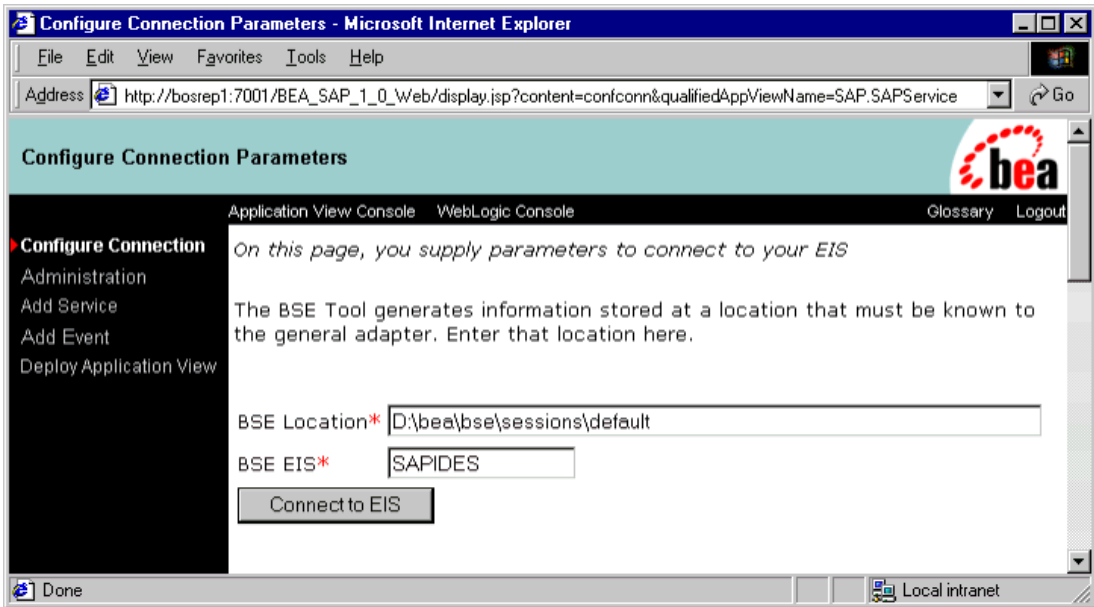 Configure Connection Parameters - Microsoft Internet Explorer
File Edit View Favorites Tools Help
Address http://bosrep1:7001/BEA_SAP_1_0_Web/display.jsp?content=confconn&qualifiedAppViewName=SAP.SAPService Go
Configure Connection Parameters
bea
Application View Console WebLogic Console Glossary Logout
Configure Connection
Administration
Add Service
Add Event
Deploy Application View
On this page, you supply parameters to connect to your EIS
The BSE Tool generates information stored at a location that must be known to
the general adapter. Enter that location here.
BSE Location* D:\bea\bse\sessions\default
BSE EIS* SAPIDES
Connect to EIS
Done Local intranet